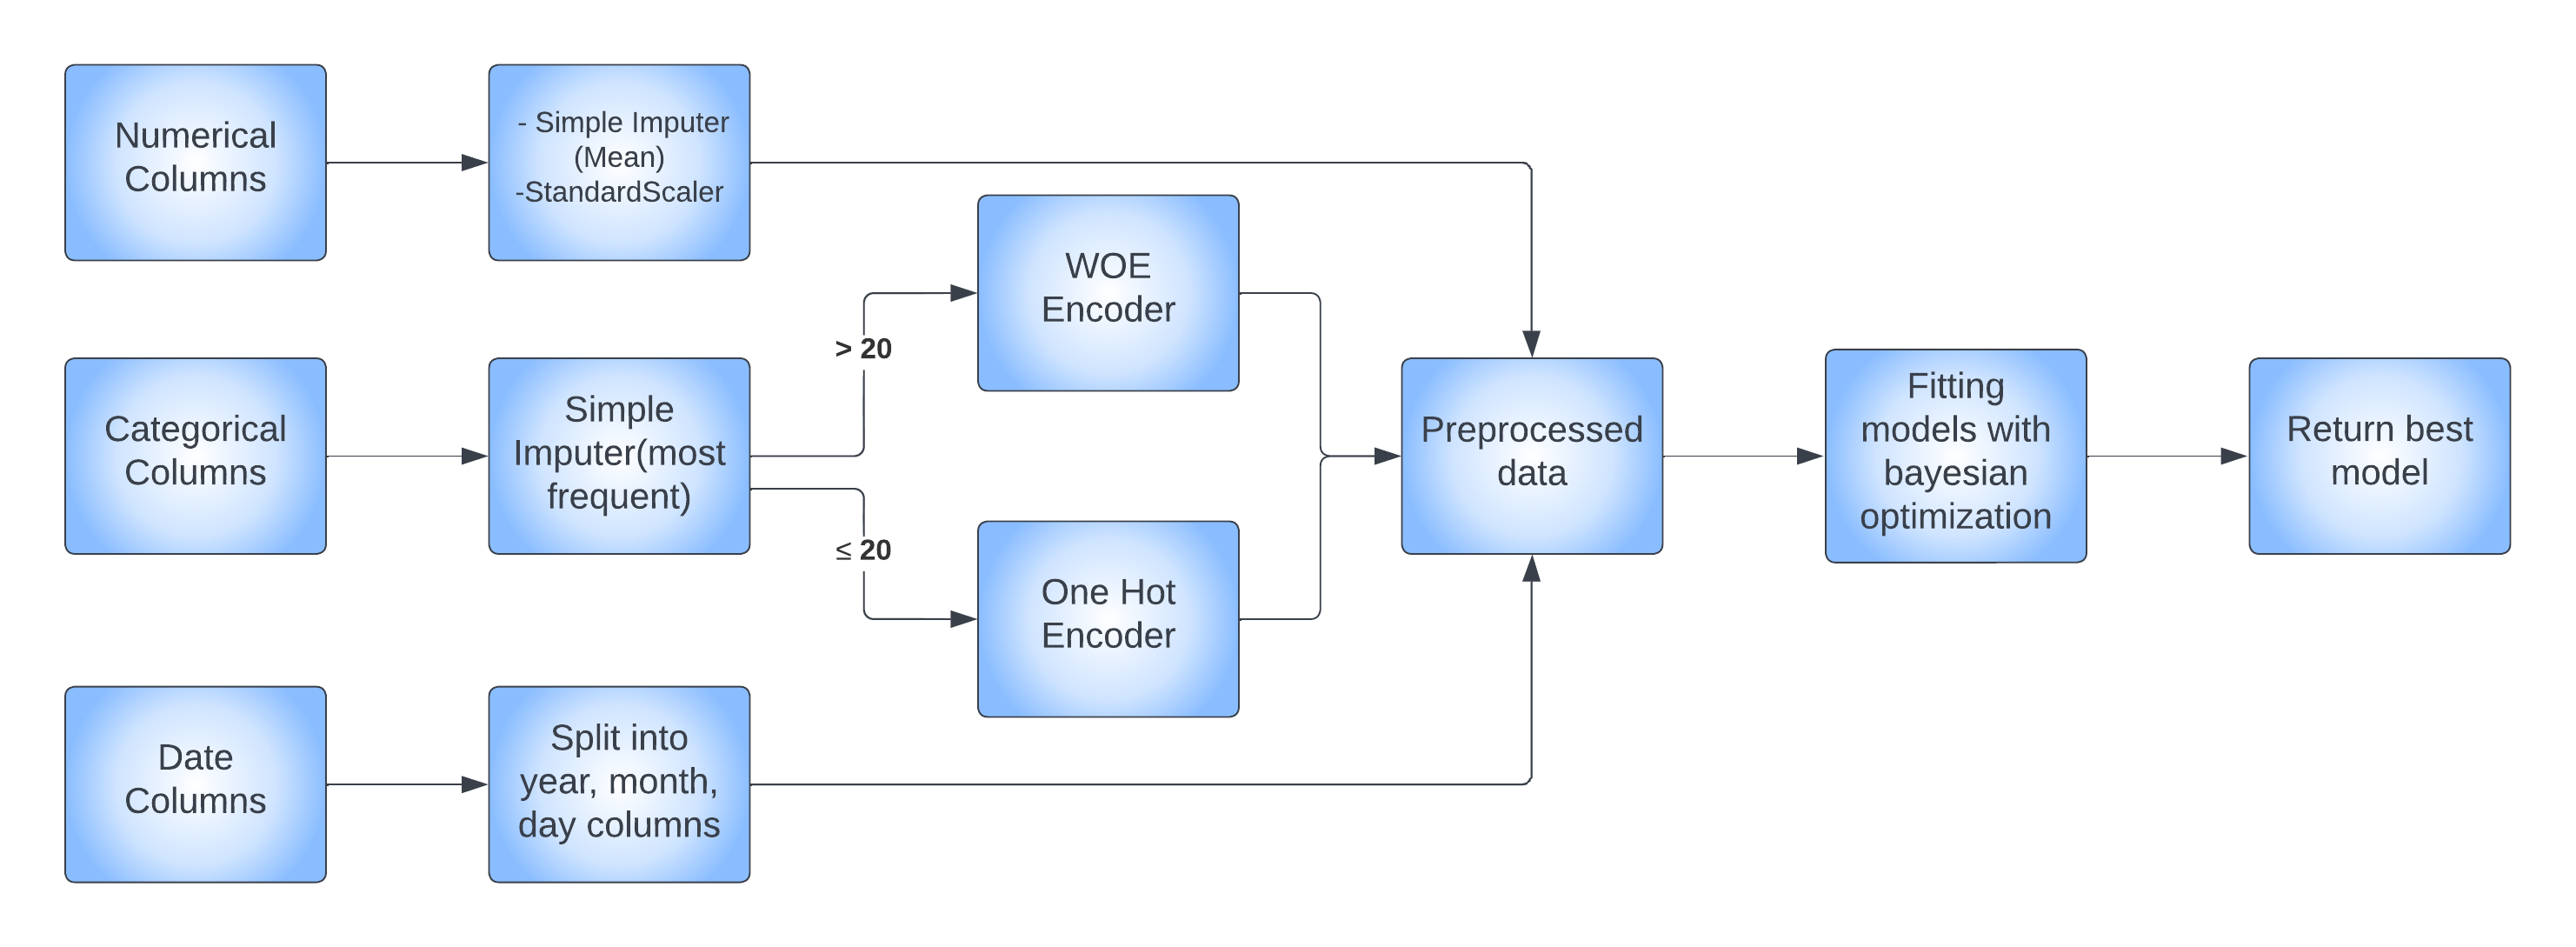 Numerical
Columns
- Simple Imputer
(Mean)
-StandardScaler
WOE
Encoder
> 20
Categorical
Columns
Simple
Imputer(most
frequent)
≤ 20
One Hot
Encoder
Preprocessed
data
Fitting
models with
bayesian
optimization
Return best
model
Date
Columns
Split into
year, month,
day columns